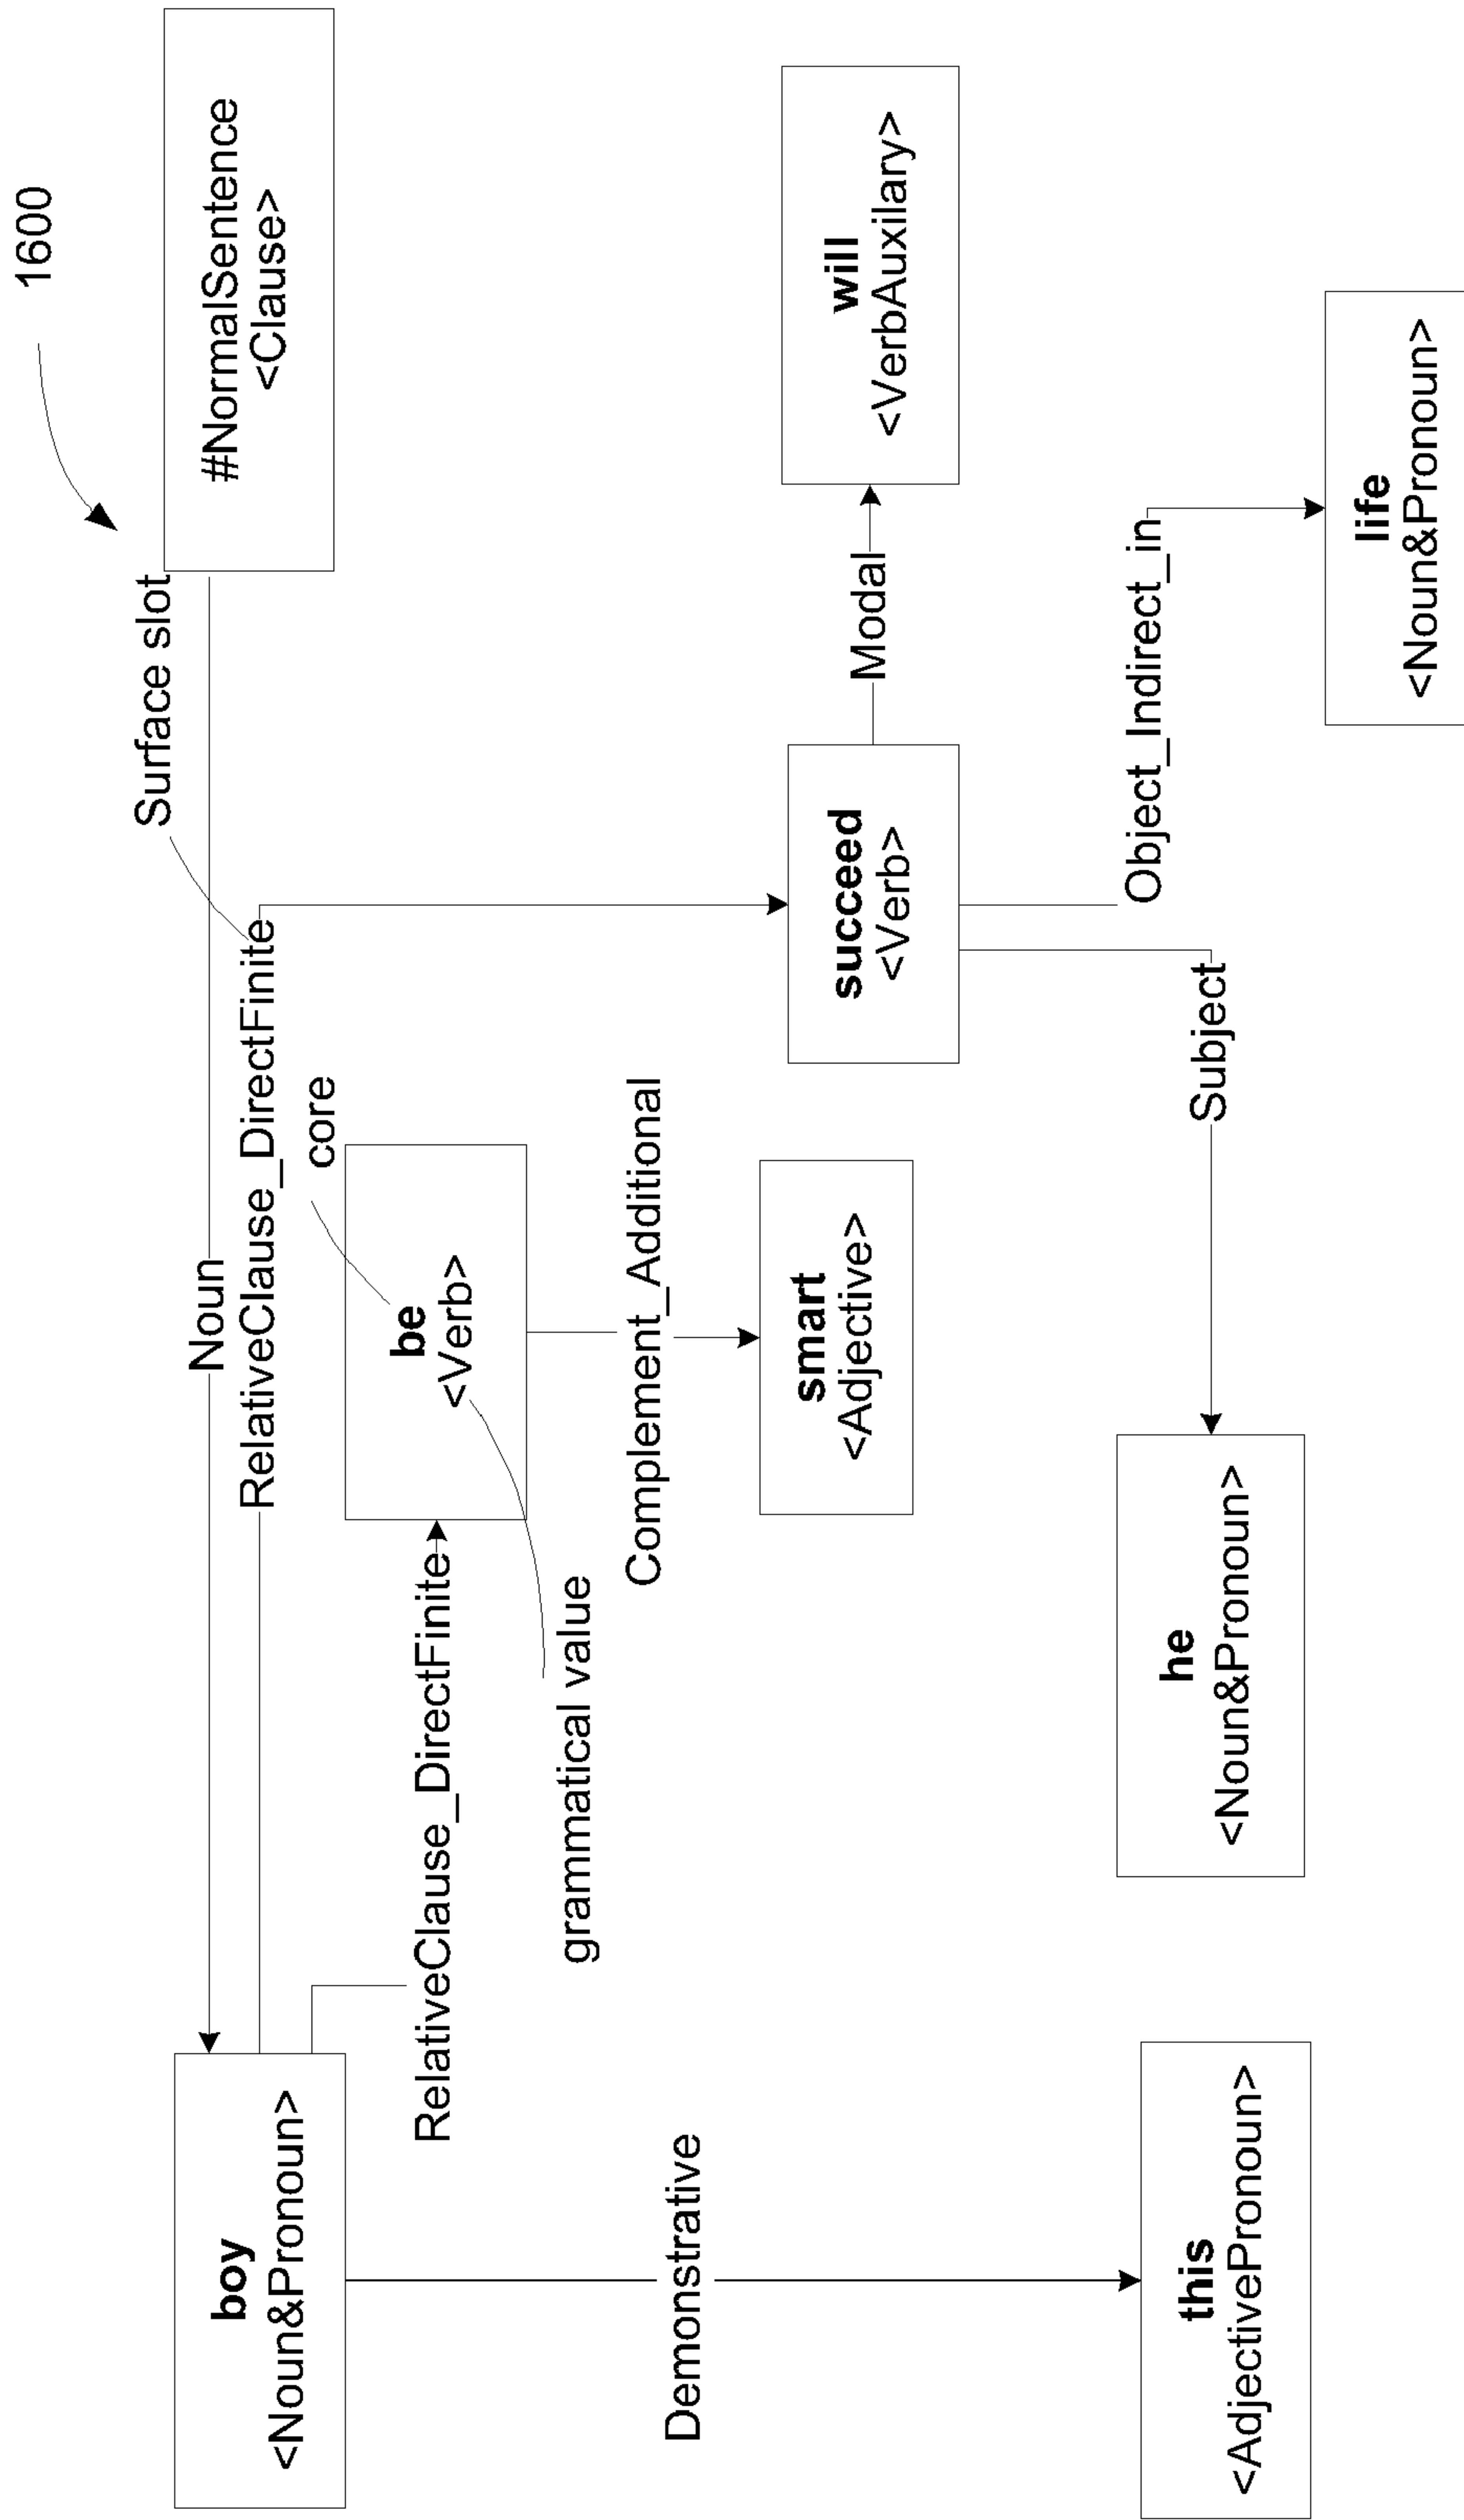 1600
Surface slot
Noun
boy
<Noun&Pronoun>
RelativeClause_DirectFinite
#NormalSentence
<Clause>
core
be
<Verb>
RelativeClause_DirectFinite
grammatical value
Complement_Additional
Demonstrative
smart
<Adjective>
succeed
<Verb>
Modal
will
<VerbAuxilary>
Object_Indirect_in
Subject
this
<AdjectivePronoun>
he
<Noun&Pronoun>
life
<Noun&Pronoun>